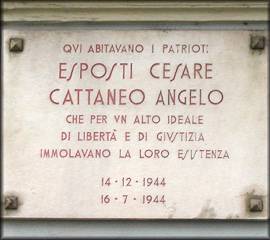 QVI ABITAVANO I PATRIOTI
ESPOSTI CESARE
CATTANEO ANGELO
CHE PER VN ALTO IDEALE
DI LIBERTÀ E DI GIVSTIZIA
IMMOLAVANO LA LORO ESISTENZA
14-12-1944
16-7-1944